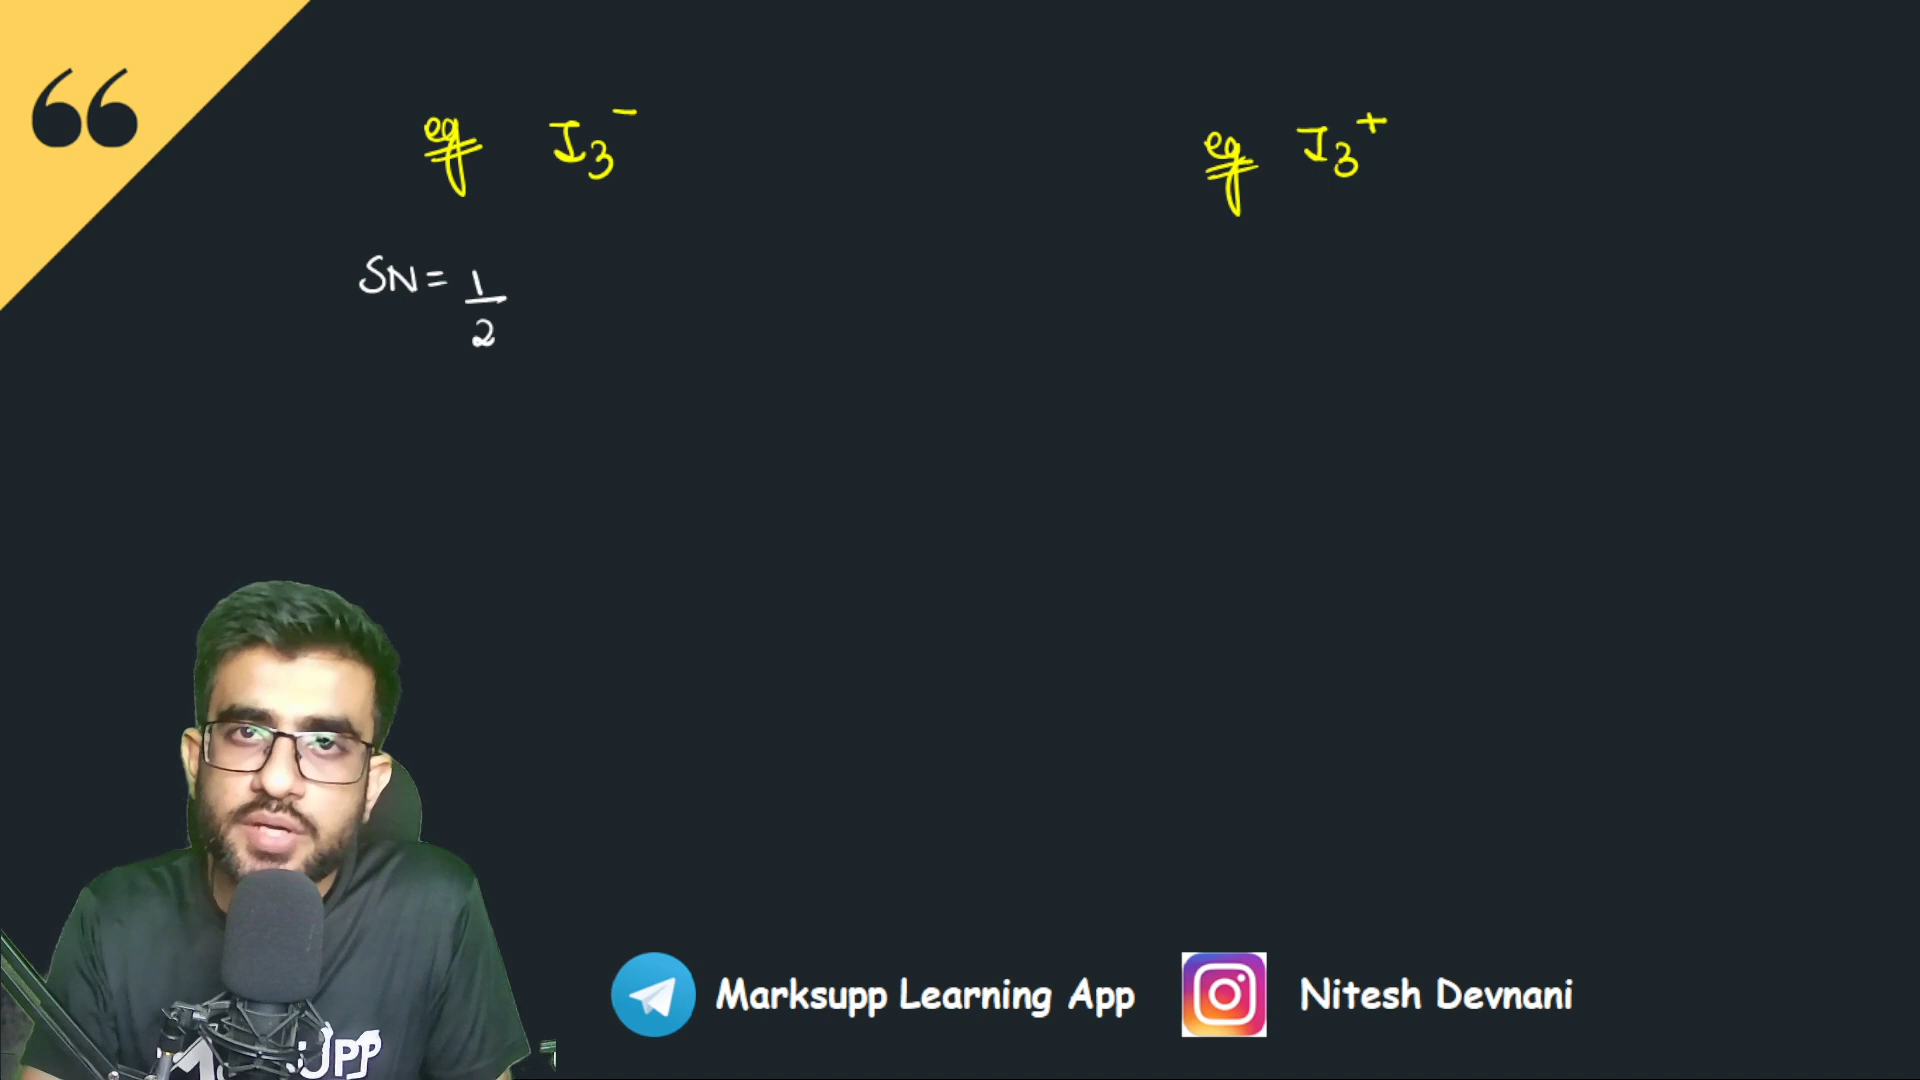 eg I₃⁻
eg I₃⁺
SN = 1/2
Marksupp Learning App
Nitesh Devnani